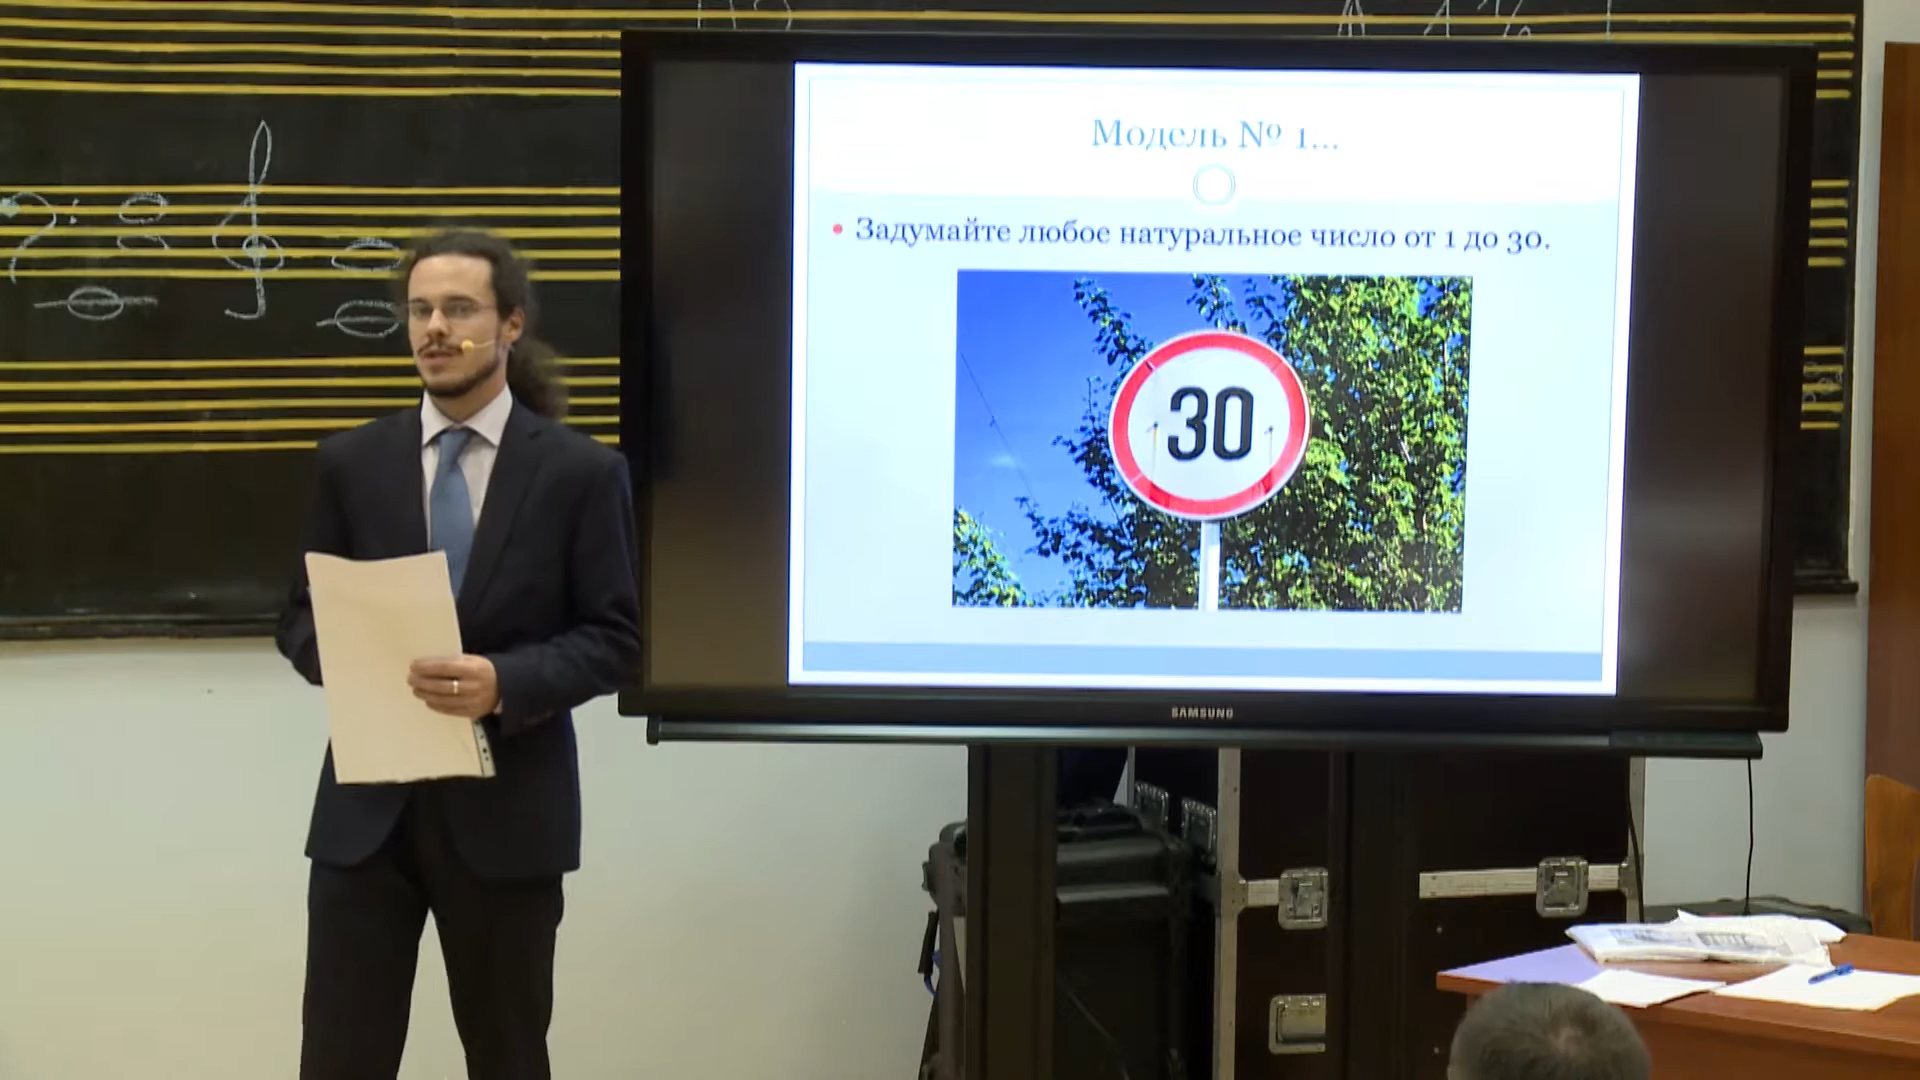 Модель № 1...
• Задумайте любое натуральное число от 1 до 30.
30
SAMSUNG